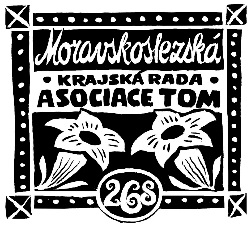 Moravskoslezská
• KRAJSKÁ RADA •
ASOCIACE TOM
26s